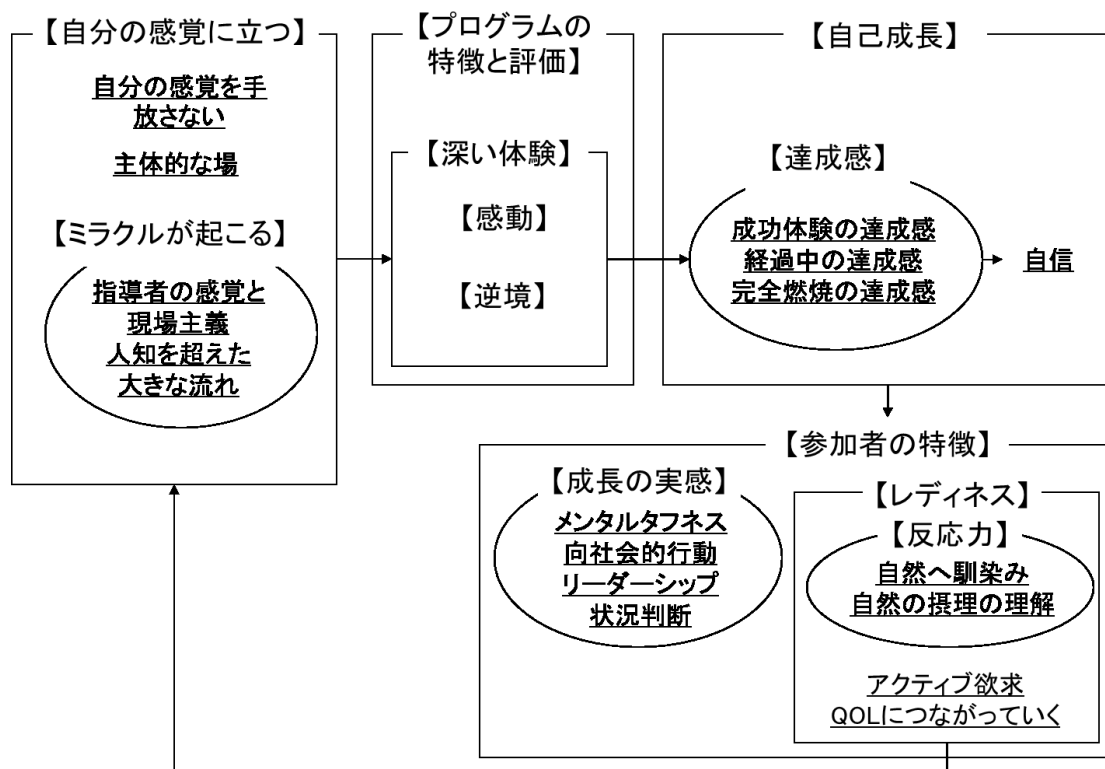 【自分の感覚に立つ】
自分の感覚を手
放さない
主体的な場
【ミラクルが起こる】
指導者の感覚と
現場主義
人知を超えた
大きな流れ
【プログラムの
特徴と評価】
【深い体験】
【感動】
【逆境】
【自己成長】
【達成感】
成功体験の達成感
経過中の達成感
完全燃焼の達成感
自信
【参加者の特徴】
【成長の実感】
メンタルタフネス
向社会的行動
リーダーシップ
状況判断
【レディネス】
【反応力】
自然へ馴染み
自然の摂理の理解
アクティブ欲求
QOLにつながっていく